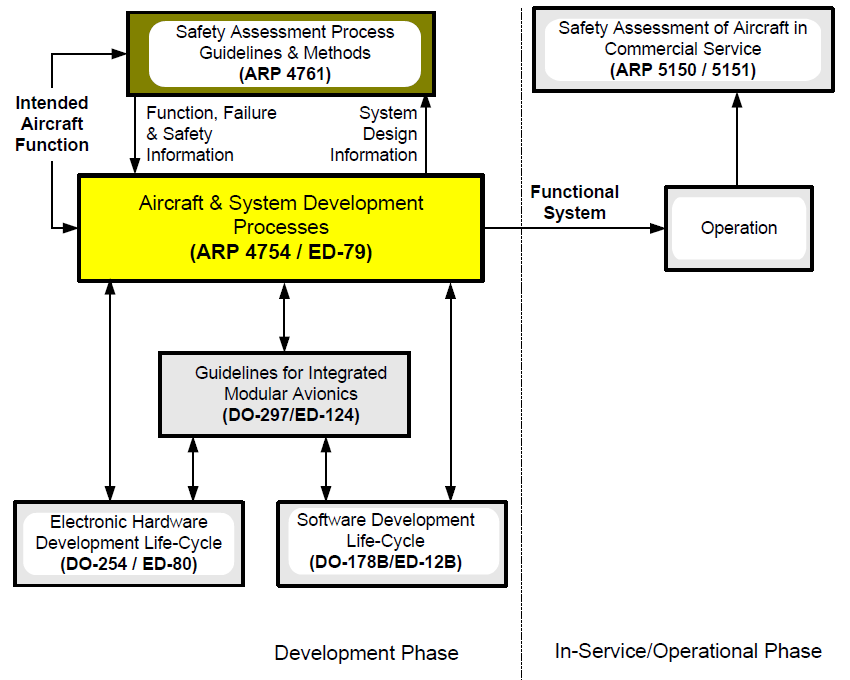 Safety Assessment Process
Guidelines & Methods
(ARP 4761)
Safety Assessment of Aircraft in
Commercial Service
(ARP 5150 / 5151)
Intended
Aircraft
Function
Function, Failure
& Safety
Information
System
Design
Information
Aircraft & System Development
Processes
(ARP 4754 / ED-79)
Functional
System
Operation
Guidelines for Integrated
Modular Avionics
(DO-297/ED-124)
Electronic Hardware
Development Life-Cycle
(DO-254 / ED-80)
Software Development
Life-Cycle
(DO-178B/ED-12B)
Development Phase
In-Service/Operational Phase